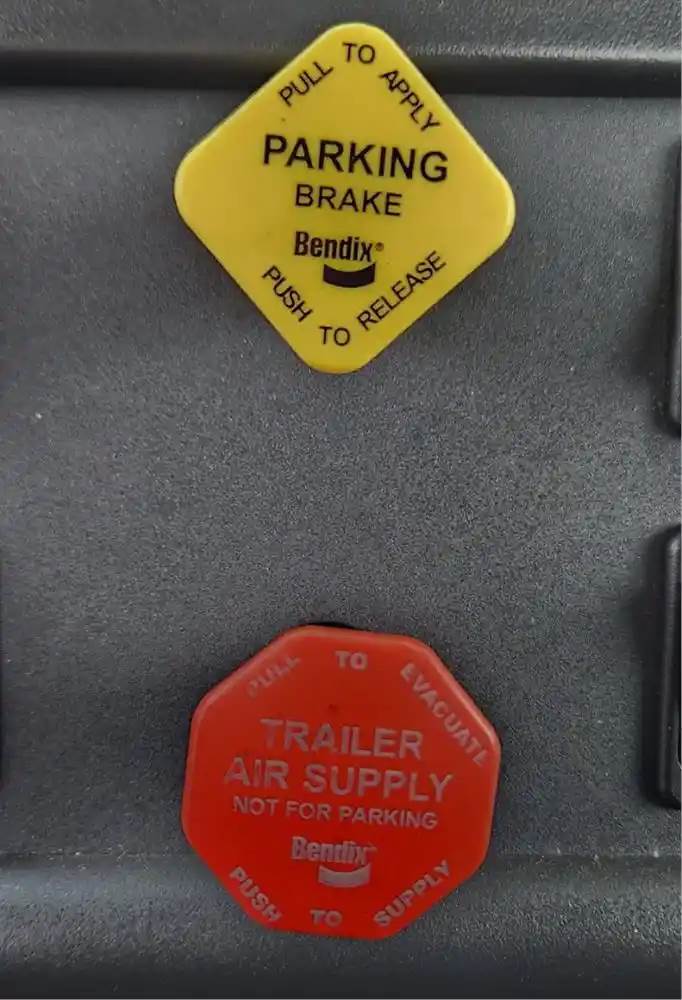 PULL TO APPLY
PARKING
BRAKE
Bendix®
PUSH TO RELEASE
PULL TO EVACUATE
TRAILER
AIR SUPPLY
NOT FOR PARKING
Bendix™
PUSH TO SUPPLY